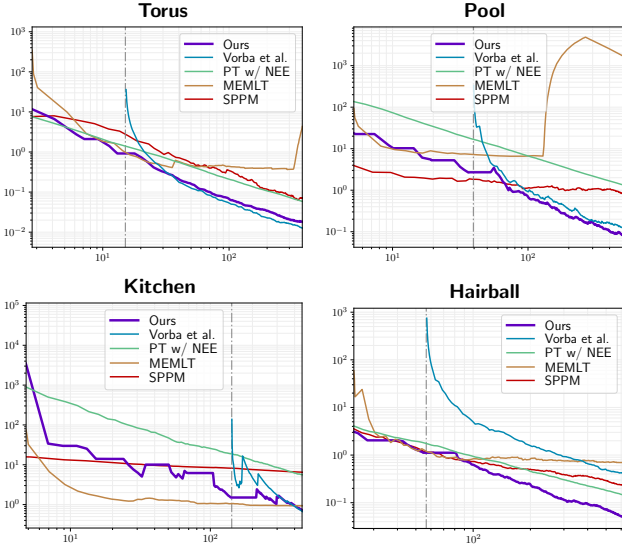 Torus
10³
10²
10¹
10⁰
10⁻¹
10⁻²
10¹
10²
Ours
Vorba et al.
PT w/ NEE
MEMLT
SPPM
Pool
10³
10²
10¹
10⁰
10⁻¹
10¹
10²
Ours
Vorba et al.
PT w/ NEE
MEMLT
SPPM
Kitchen
10⁵
10⁴
10³
10²
10¹
10⁰
10¹
10²
Ours
Vorba et al.
PT w/ NEE
MEMLT
SPPM
Hairball
10³
10²
10¹
10⁰
10⁻¹
10²
Ours
Vorba et al.
PT w/ NEE
MEMLT
SPPM